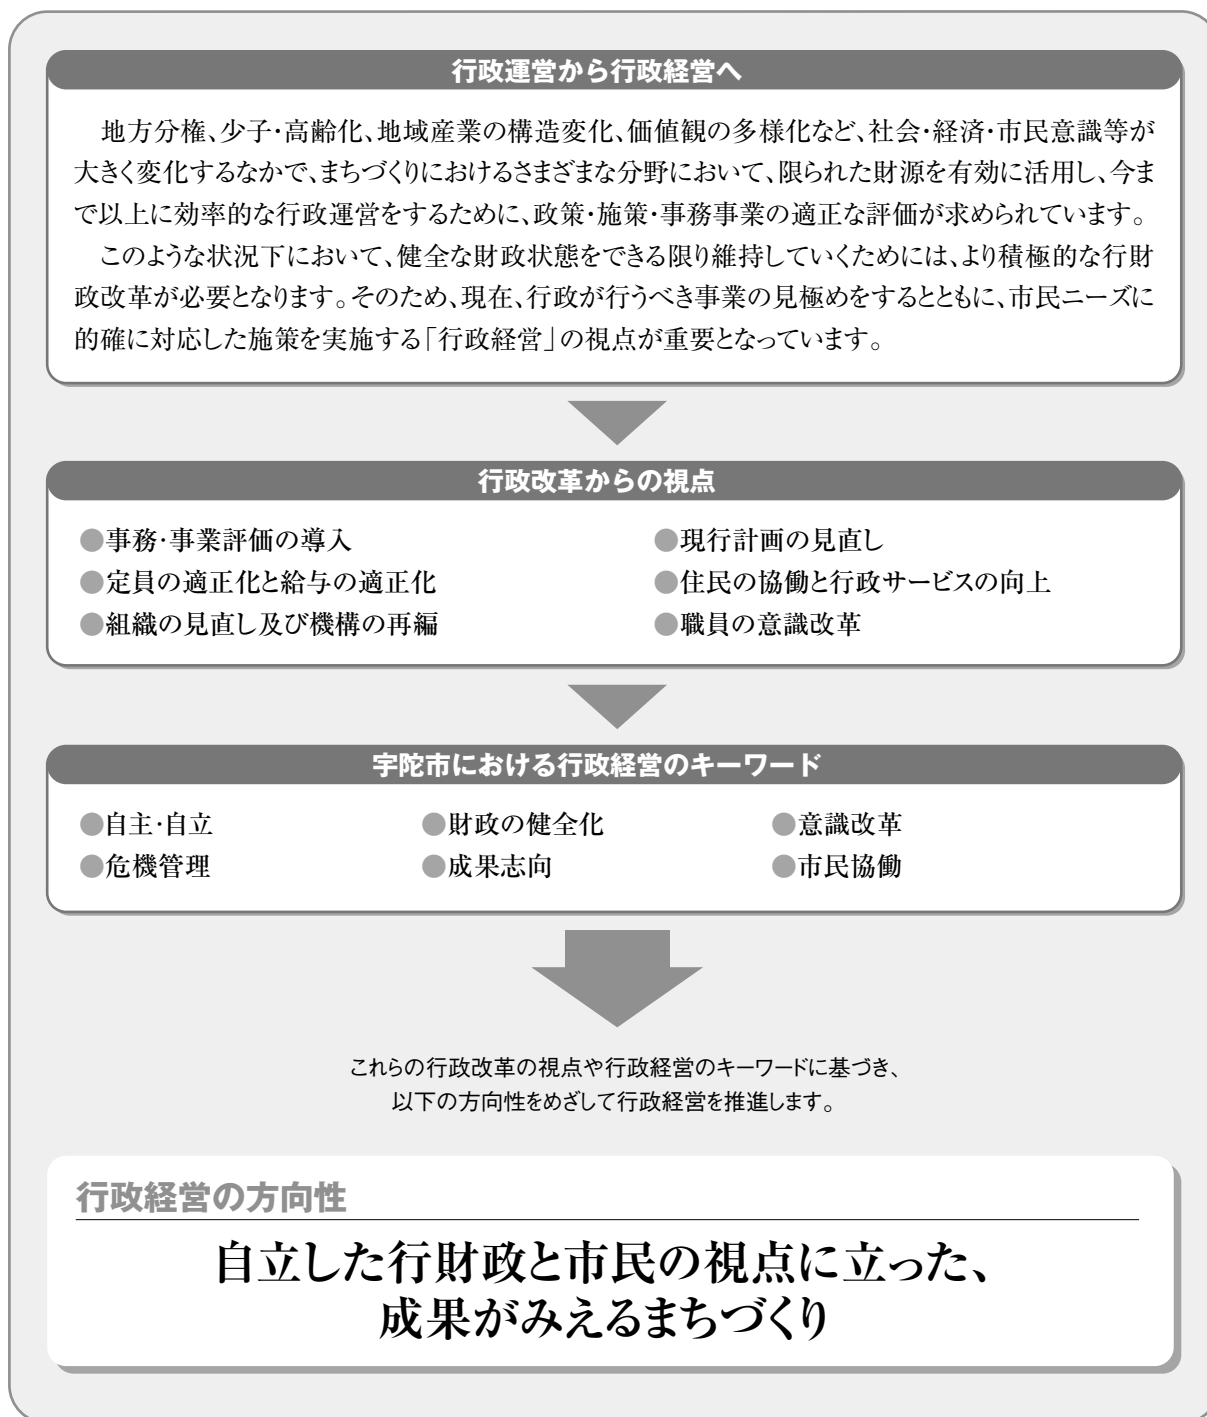 行政運営から行政経営へ
地方分権、少子・高齢化、地域産業の構造変化、価値観の多様化など、社会・経済・市民意識等が
大きく変化するなかで、まちづくりにおけるさまざまな分野において、限られた財源を有効に活用し、今ま
で以上に効率的な行政運営をするために、政策・施策・事務事業の適正な評価が求められています。
このような状況下において、健全な財政状態をできる限り維持していくためには、より積極的な行財
政改革が必要となります。そのため、現在、行政が行うべき事業の見極めをするとともに、市民ニーズに
的確に対応した施策を実施する「行政経営」の視点が重要となっています。
行政改革からの視点
●事務・事業評価の導入
●定員の適正化と給与の適正化
●組織の見直し及び機構の再編
●現行計画の見直し
●住民の協働と行政サービスの向上
●職員の意識改革
宇陀市における行政経営のキーワード
●自主・自立 ●財政の健全化 ●意識改革
●危機管理 ●成果志向 ●市民協働
これらの行政改革の視点や行政経営のキーワードに基づき、
以下の方向性をめざして行政経営を推進します。
行政経営の方向性
自立した行財政と市民の視点に立った、
成果がみえるまちづくり